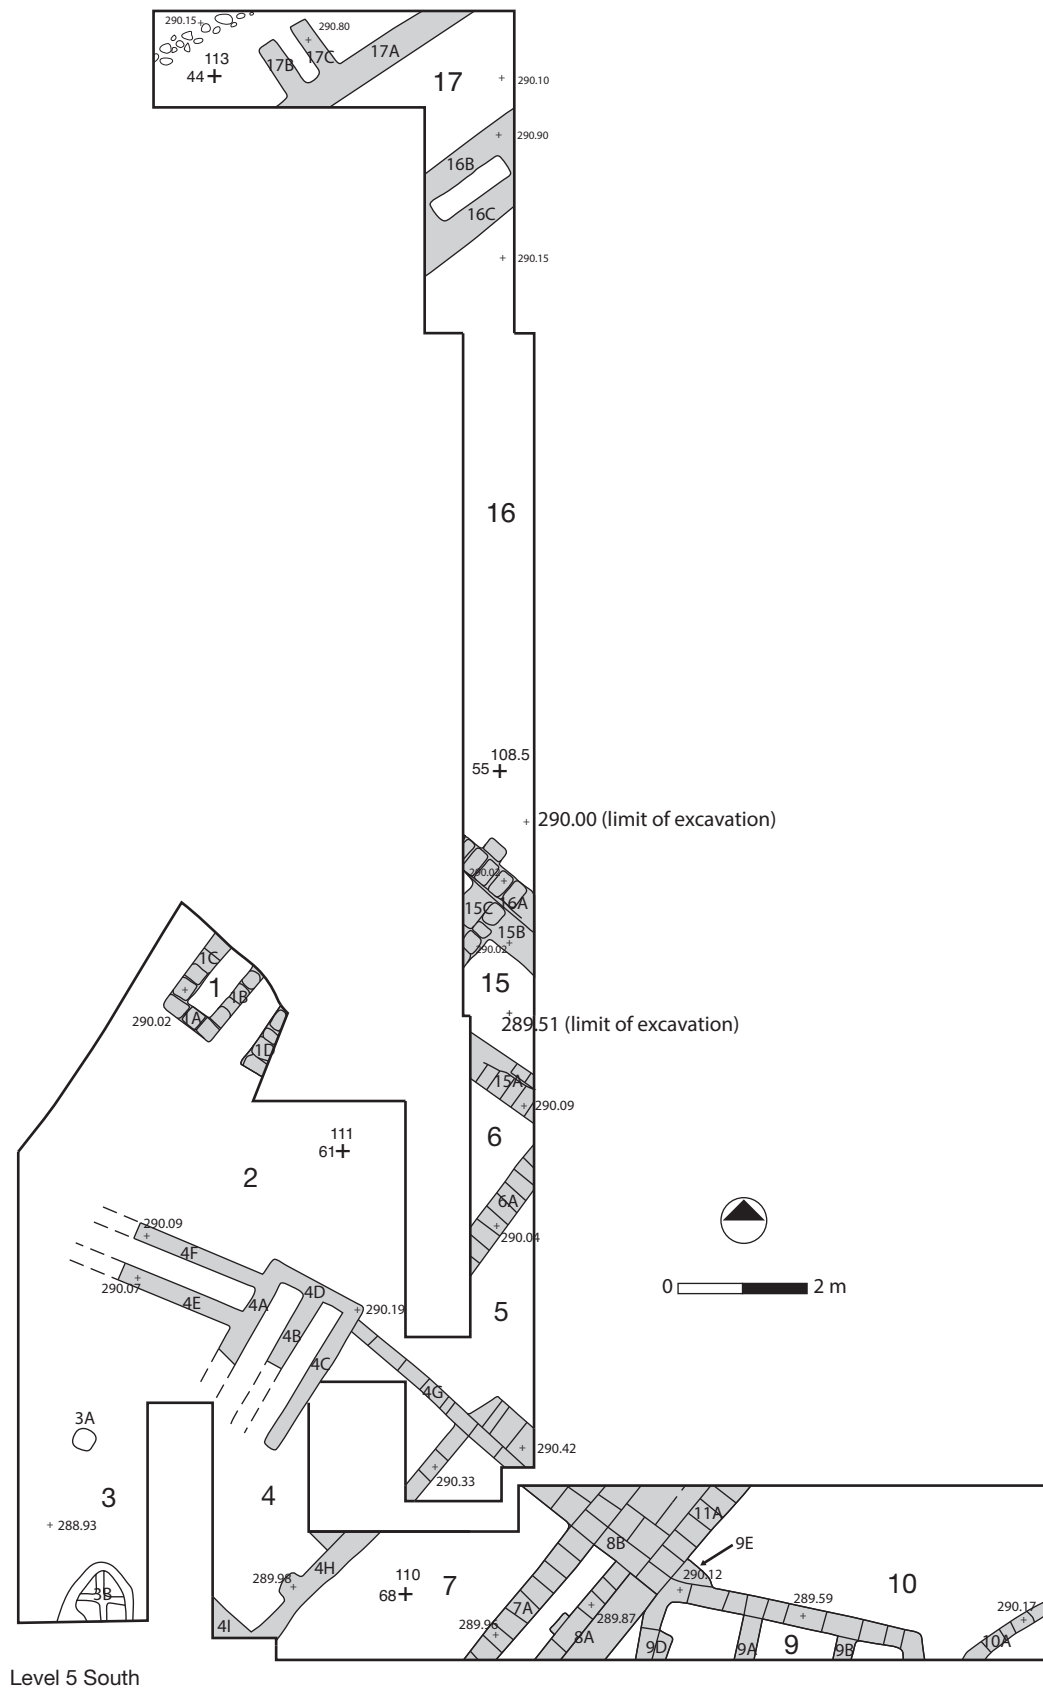 290.15
290.80
113
44
17B
17C
17A
17
290.10
290.90
16B
16C
290.15
16
108.5
55
290.00 (limit of excavation)
290.02
16A
15C
15B
290.02
15
289.51 (limit of excavation)
1C
1
1B
1A
290.02
1D
15A
290.09
6
111
61
2
6A
290.04
290.09
4F
290.07
4E
4A
4D
290.19
4B
4C
5
0 2 m
4G
3A
290.42
290.33
3
4
288.93
11A
8B
9E
4H
289.98
110
68
7
290.12
10
3B
7A
289.59
290.17
289.96
289.87
4I
8A
9D
9A
9
9B
10A
Level 5 South